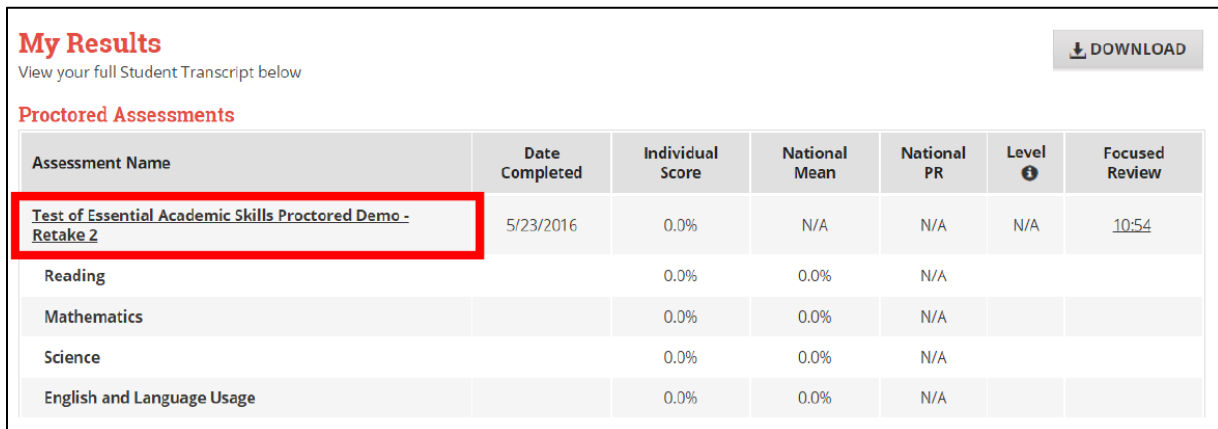 My Results
DOWNLOAD
View your full Student Transcript below
Proctored Assessments
Assessment Name Date Completed Individual Score National Mean National PR Level Focused Review
Test of Essential Academic Skills Proctored Demo -
Retake 2 5/23/2016 0.0% N/A N/A N/A 10:54
Reading 0.0% 0.0% N/A
Mathematics 0.0% 0.0% N/A
Science 0.0% 0.0% N/A
English and Language Usage 0.0% 0.0% N/A